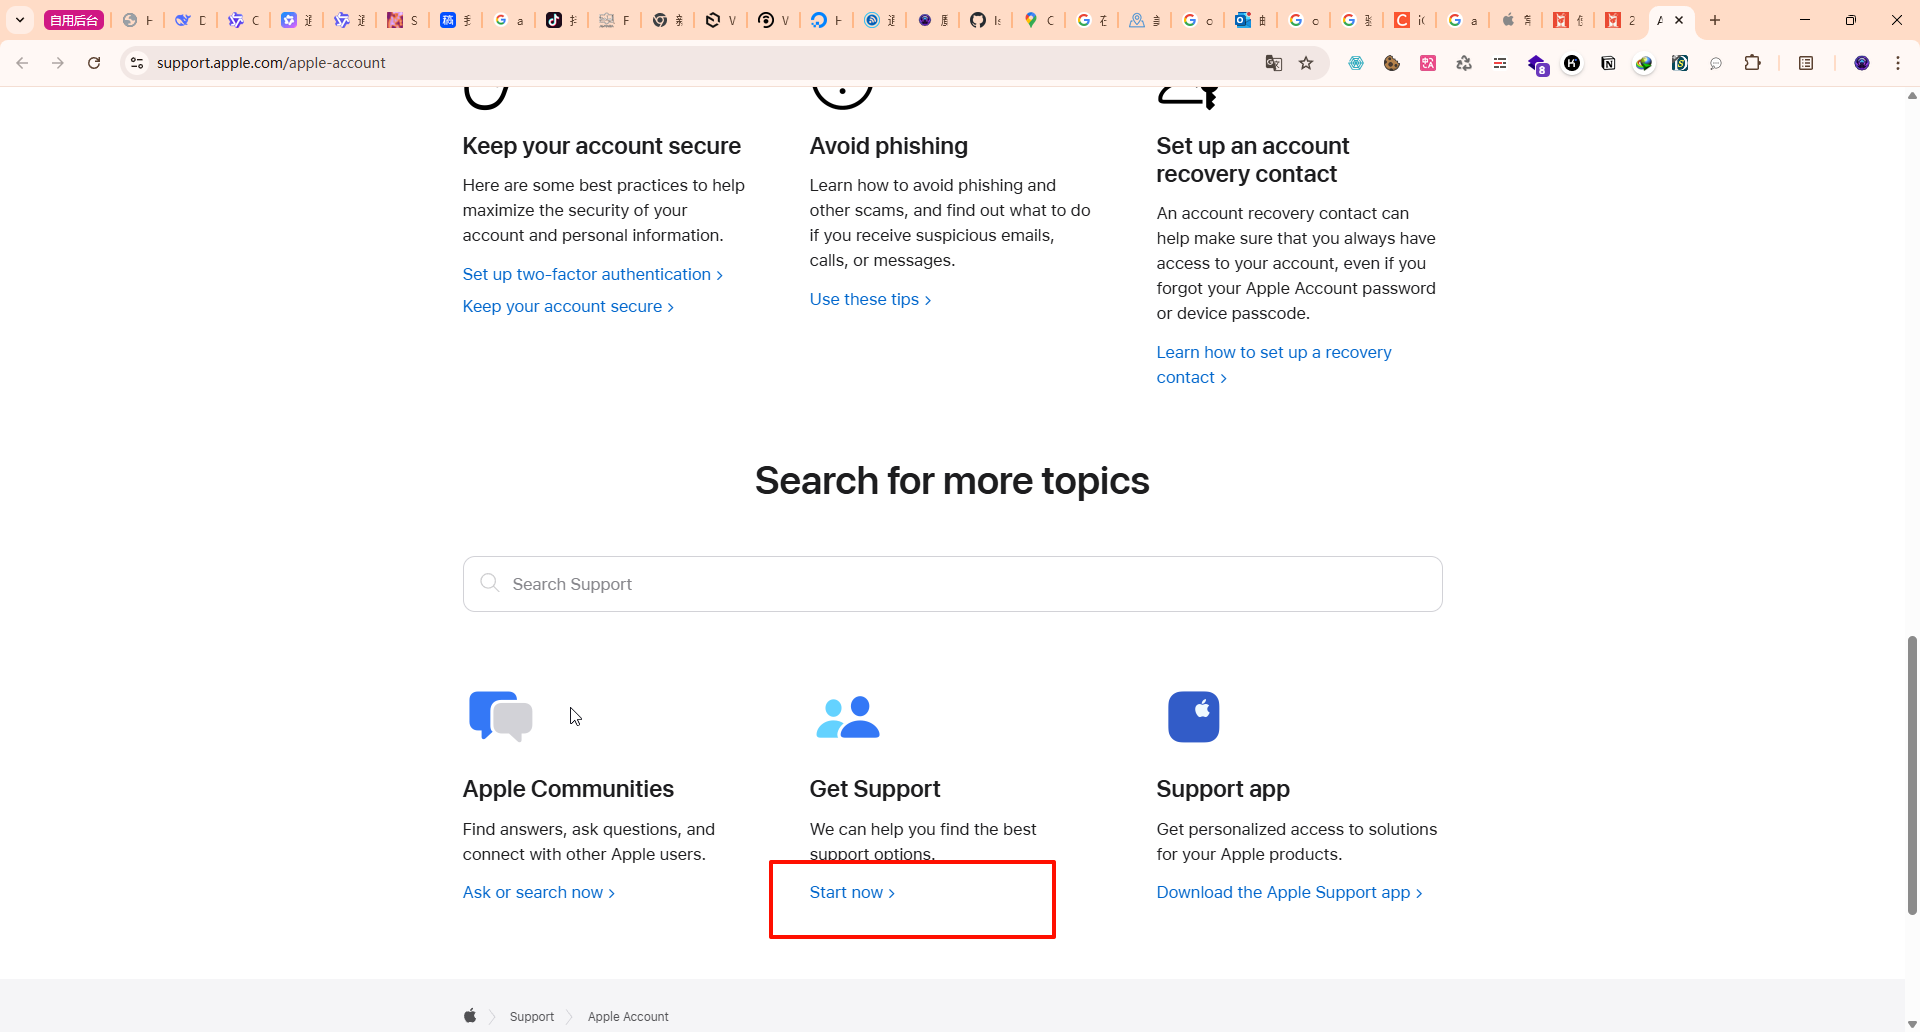 自用后台
support.apple.com/apple-account
8
Keep your account secure
Here are some best practices to help
maximize the security of your
account and personal information.
Set up two-factor authentication >
Keep your account secure >
Avoid phishing
Learn how to avoid phishing and
other scams, and find out what to do
if you receive suspicious emails,
calls, or messages.
Use these tips >
Set up an account
recovery contact
An account recovery contact can
help make sure that you always have
access to your account, even if you
forgot your Apple Account password
or device passcode.
Learn how to set up a recovery
contact >
Search for more topics
Search Support
Apple Communities
Find answers, ask questions, and
connect with other Apple users.
Ask or search now >
Get Support
We can help you find the best
support options.
Start now >
Support app
Get personalized access to solutions
for your Apple products.
Download the Apple Support app >
Support
Apple Account